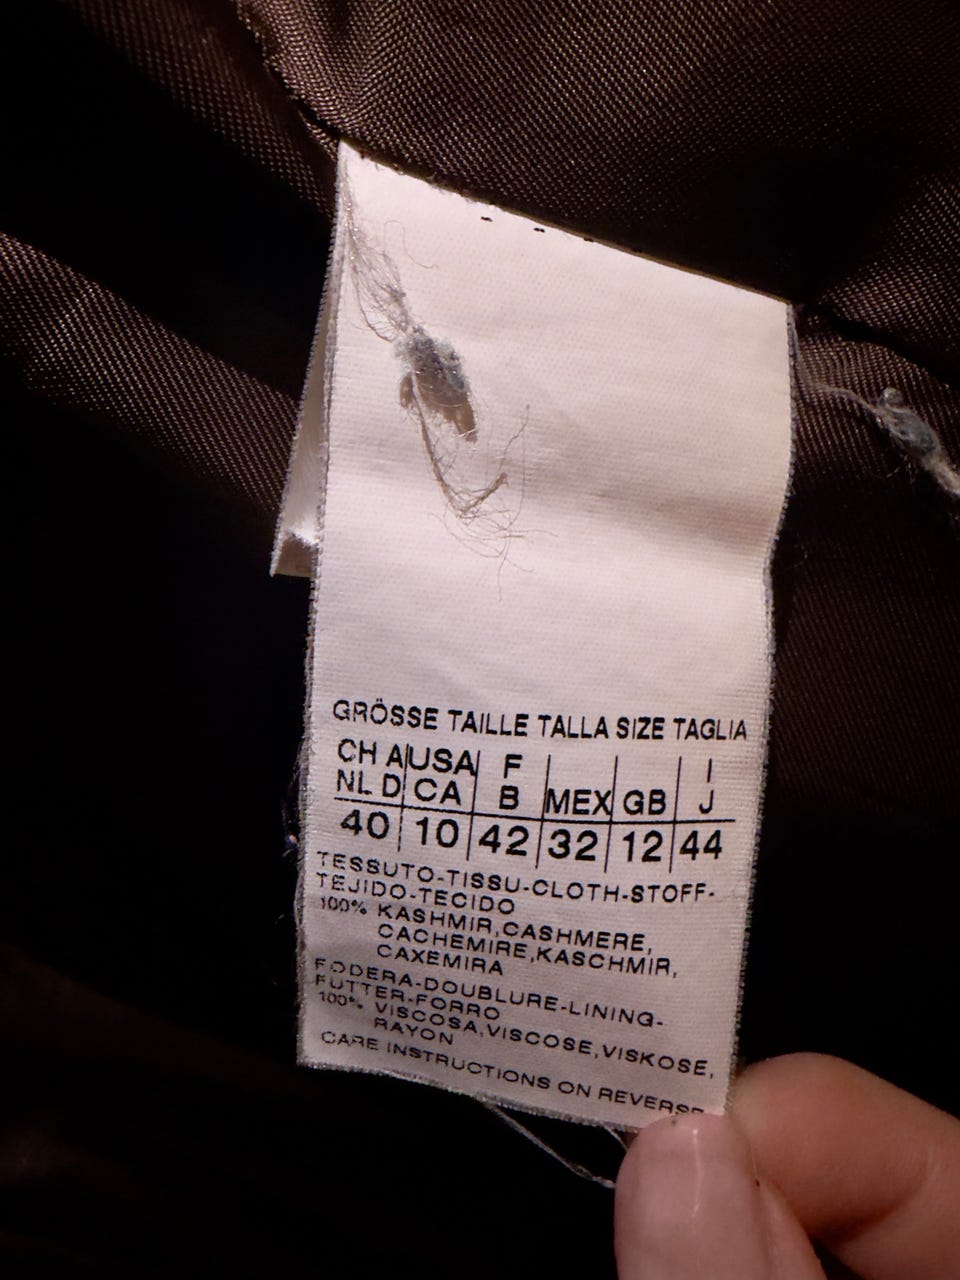 GRÖSSE TAILLE TALLA SIZE TAGLIA
CH A USA F I
NL D CA B MEX GB J
40 10 42 32 12 44
TESSUTO-TISSU-CLOTH-STOFF-
TEJIDO-TECIDO
100% KASHMIR,CASHMERE,
CACHEMIRE,KASCHMIR,
CAXEMIRA
FODERA-DOUBLURE-LINING-
FUTTER-FORRO
100% VISCOSA,VISCOSE,VISKOSE,
RAYON
CARE INSTRUCTIONS ON REVERSE